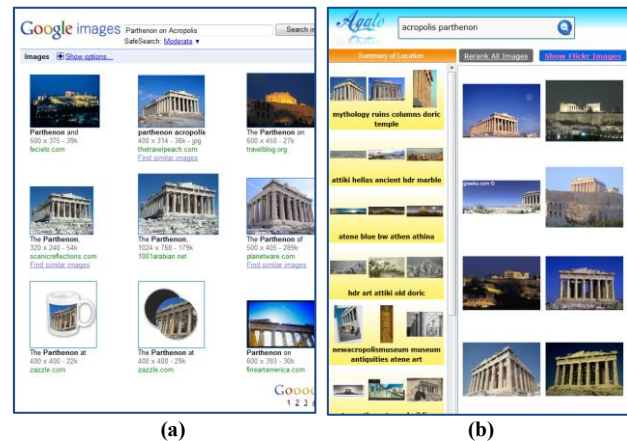 Google images Parthenon on Acropolis Search im
SafeSearch: Moderate ▼
Images Show options...
Parthenon and
500 x 375 - 39k
fecielo.com
parthenon acropolis
400 x 314 - 38k - jpg
thetravelpeach.com
Find similar images
The Parthenon on
600 x 450 - 27k
travelblog.org
The Parthenon,
320 x 240 - 54k
scenicreflections.com
Find similar images
The Parthenon,
1024 x 768 - 179k
1001arabian.net
The Parthenon of
500 x 405 - 289k
planetware.com
Find similar images
The Parthenon at
400 x 400 - 22k
zazzle.com
The Parthenon at
400 x 400 - 29k
zazzle.com
Parthenon on
600 x 393 - 30k
fineartamerica.com
Goooo
1 2 3
(a)
Agate acropolis parthenon
Summary of Location Rerank All Images Show Flickr Images
mythology ruins columns doric
temple
attiki hellas ancient hdr marble
atene blue bw athen athina
hdr art attiki old doric
newacropolismuseum museum
antiquities atene art
greeka.com ©
(b)